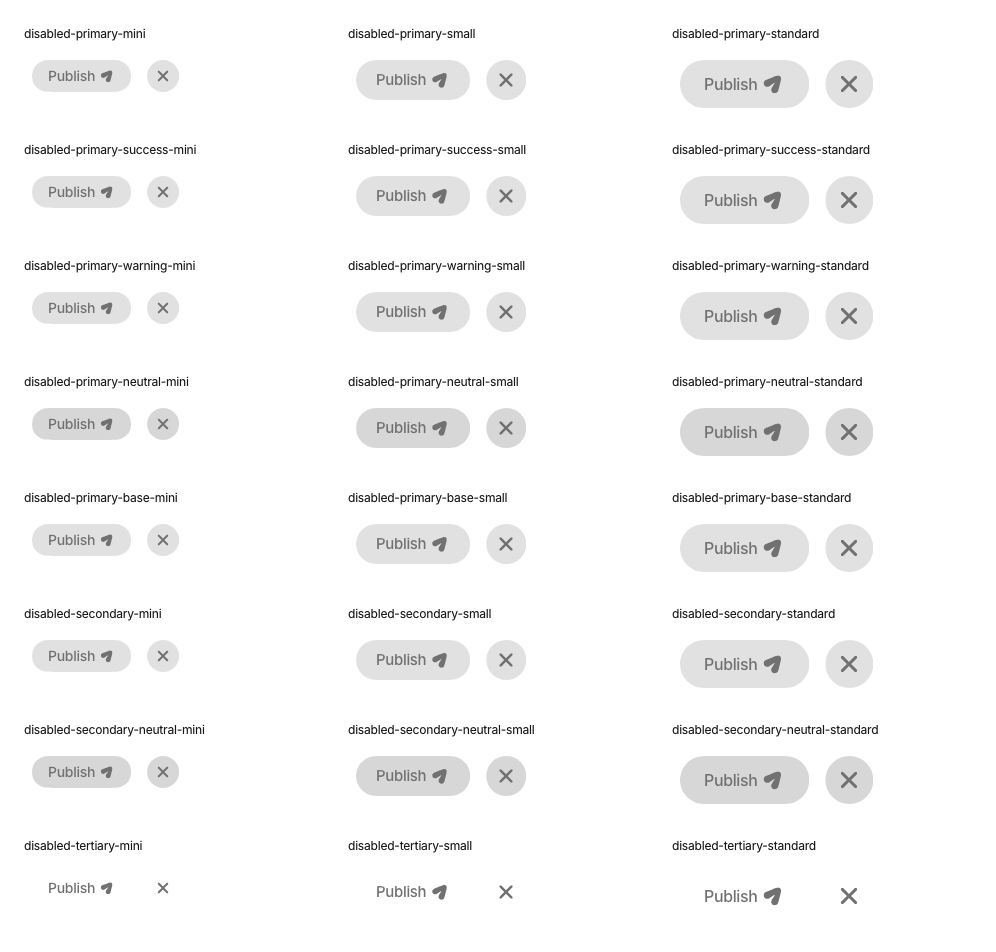 disabled-primary-mini disabled-primary-small disabled-primary-standard
Publish Publish Publish
disabled-primary-success-mini disabled-primary-success-small disabled-primary-success-standard
Publish Publish Publish
disabled-primary-warning-mini disabled-primary-warning-small disabled-primary-warning-standard
Publish Publish Publish
disabled-primary-neutral-mini disabled-primary-neutral-small disabled-primary-neutral-standard
Publish Publish Publish
disabled-primary-base-mini disabled-primary-base-small disabled-primary-base-standard
Publish Publish Publish
disabled-secondary-mini disabled-secondary-small disabled-secondary-standard
Publish Publish Publish
disabled-secondary-neutral-mini disabled-secondary-neutral-small disabled-secondary-neutral-standard
Publish Publish Publish
disabled-tertiary-mini disabled-tertiary-small disabled-tertiary-standard
Publish Publish Publish